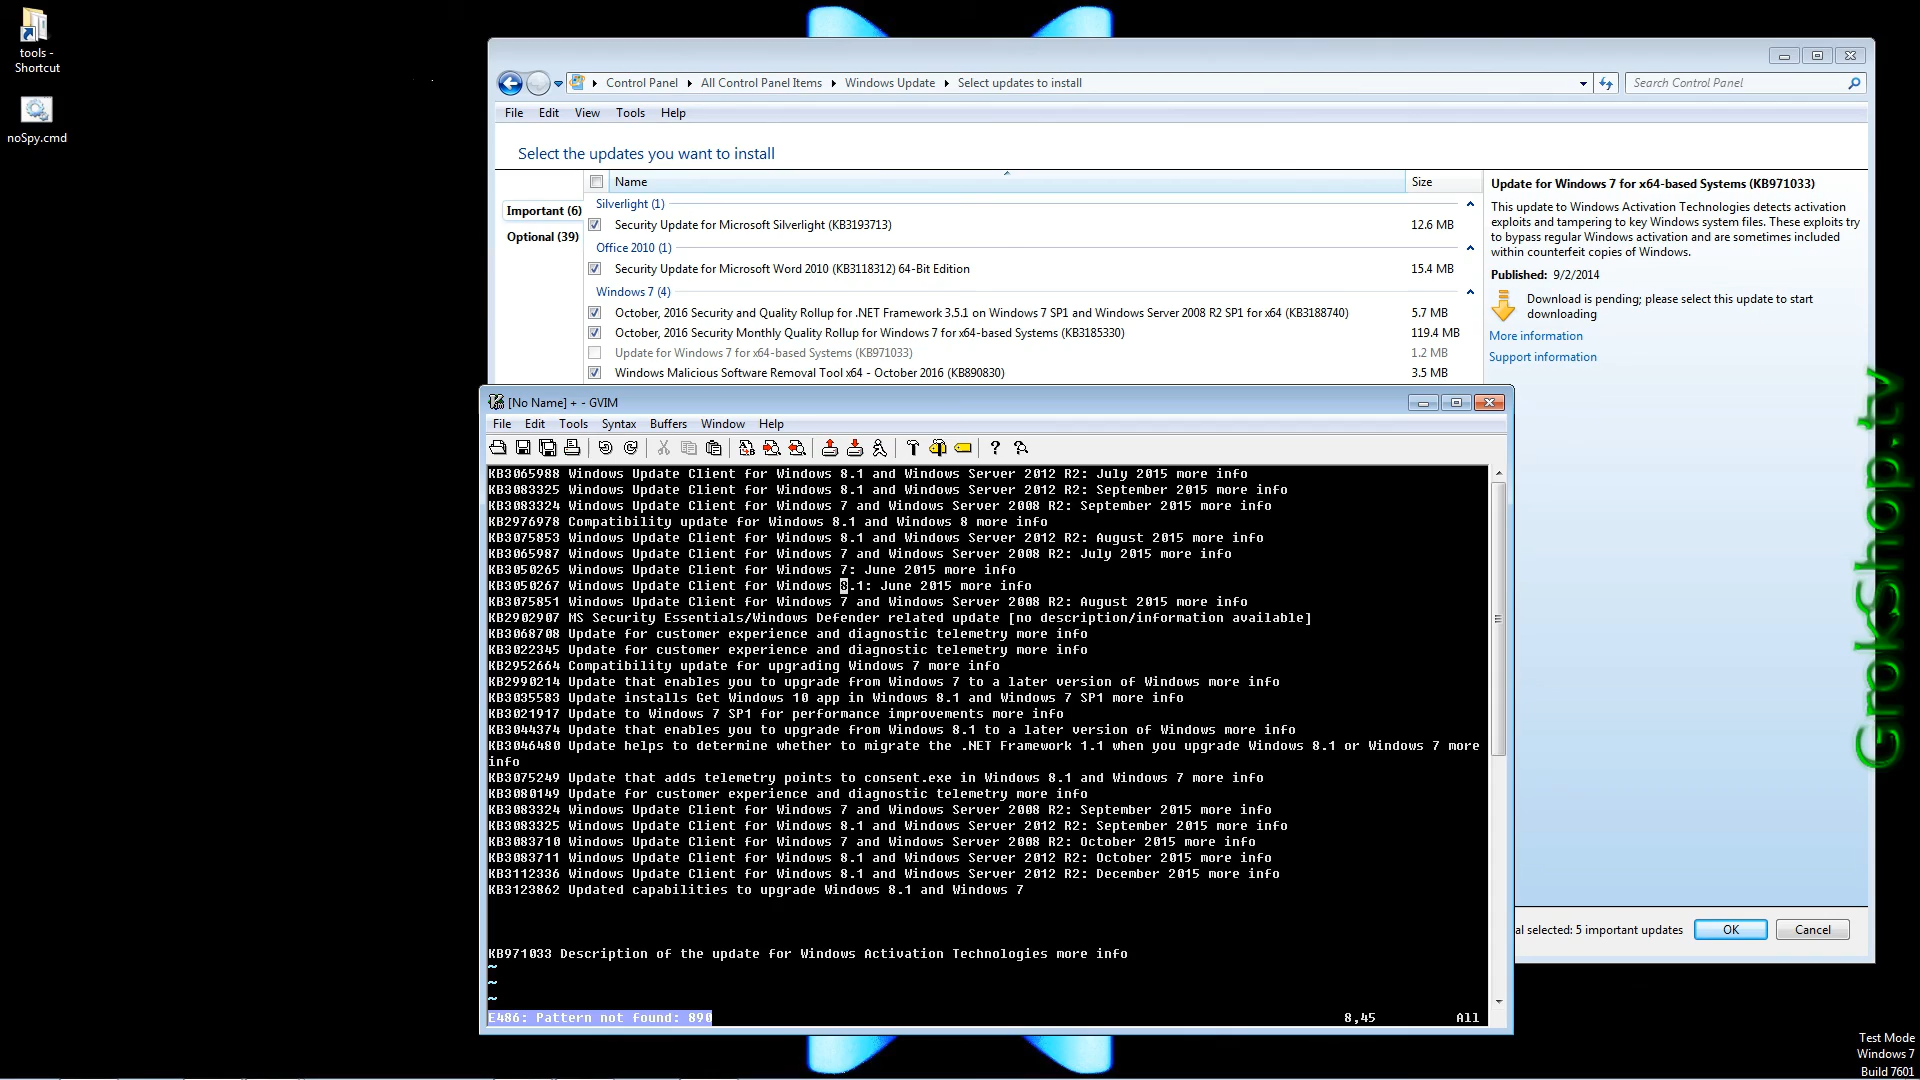 tools -
Shortcut
noSpy.cmd
Control Panel
All Control Panel Items
Windows Update
Select updates to install
Search Control Panel
File Edit View Tools Help
Select the updates you want to install
Name Size
Important (6)
Optional (39)
Silverlight (1)
Security Update for Microsoft Silverlight (KB3193713) 12.6 MB
Office 2010 (1)
Security Update for Microsoft Word 2010 (KB3118312) 64-Bit Edition 15.4 MB
Windows 7 (4)
October, 2016 Security and Quality Rollup for .NET Framework 3.5.1 on Windows 7 SP1 and Windows Server 2008 R2 SP1 for x64 (KB3188740) 5.7 MB
October, 2016 Security Monthly Quality Rollup for Windows 7 for x64-based Systems (KB3185330) 119.4 MB
Update for Windows 7 for x64-based Systems (KB971033) 1.2 MB
Windows Malicious Software Removal Tool x64 - October 2016 (KB890830) 3.5 MB
Update for Windows 7 for x64-based Systems (KB971033)
This update to Windows Activation Technologies detects activation
exploits and tampering to key Windows system files. These exploits try
to bypass regular Windows activation and are sometimes included
within counterfeit copies of Windows.
Published: 9/2/2014
Download is pending; please select this update to start
downloading
More information
Support information
[No Name] + - GVIM
File Edit Tools Syntax Buffers Window Help
KB3065988 Windows Update Client for Windows 8.1 and Windows Server 2012 R2: July 2015 more info
KB3083325 Windows Update Client for Windows 8.1 and Windows Server 2012 R2: September 2015 more info
KB3083324 Windows Update Client for Windows 7 and Windows Server 2008 R2: September 2015 more info
KB2976978 Compatibility update for Windows 8.1 and Windows 8 more info
KB3075853 Windows Update Client for Windows 8.1 and Windows Server 2012 R2: August 2015 more info
KB3065987 Windows Update Client for Windows 7 and Windows Server 2008 R2: July 2015 more info
KB3050265 Windows Update Client for Windows 7: June 2015 more info
KB3050267 Windows Update Client for Windows 8.1: June 2015 more info
KB3075851 Windows Update Client for Windows 7 and Windows Server 2008 R2: August 2015 more info
KB2902907 MS Security Essentials/Windows Defender related update [no description/information available]
KB3068708 Update for customer experience and diagnostic telemetry more info
KB3022345 Update for customer experience and diagnostic telemetry more info
KB2952664 Compatibility update for upgrading Windows 7 more info
KB2990214 Update that enables you to upgrade from Windows 7 to a later version of Windows more info
KB3035583 Update installs Get Windows 10 app in Windows 8.1 and Windows 7 SP1 more info
KB3021917 Update to Windows 7 SP1 for performance improvements more info
KB3044374 Update that enables you to upgrade from Windows 8.1 to a later version of Windows more info
KB3046480 Update helps to determine whether to migrate the .NET Framework 1.1 when you upgrade Windows 8.1 or Windows 7 more
info
KB3075249 Update that adds telemetry points to consent.exe in Windows 8.1 and Windows 7 more info
KB3080149 Update for customer experience and diagnostic telemetry more info
KB3083324 Windows Update Client for Windows 7 and Windows Server 2008 R2: September 2015 more info
KB3083325 Windows Update Client for Windows 8.1 and Windows Server 2012 R2: September 2015 more info
KB3083710 Windows Update Client for Windows 7 and Windows Server 2008 R2: October 2015 more info
KB3083711 Windows Update Client for Windows 8.1 and Windows Server 2012 R2: October 2015 more info
KB3112336 Windows Update Client for Windows 8.1 and Windows Server 2012 R2: December 2015 more info
KB3123862 Updated capabilities to upgrade Windows 8.1 and Windows 7
KB971033 Description of the update for Windows Activation Technologies more info
~
~
~
E486: Pattern not found: 890 8,45 All
al selected: 5 important updates OK Cancel
GrokShop.tv
Test Mode
Windows 7
Build 7601